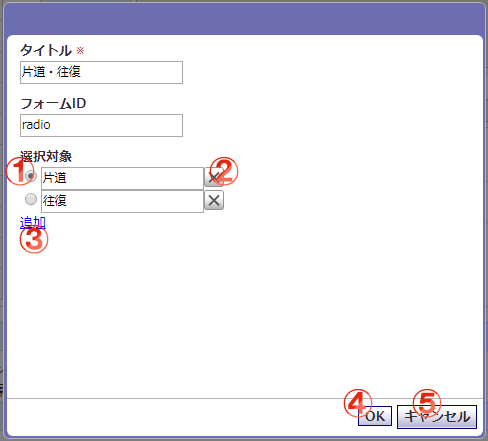 タイトル ※
片道・往復
フォームID
radio
選択対象
① 片道 ②
往復
追加
③
④ OK ⑤ キャンセル